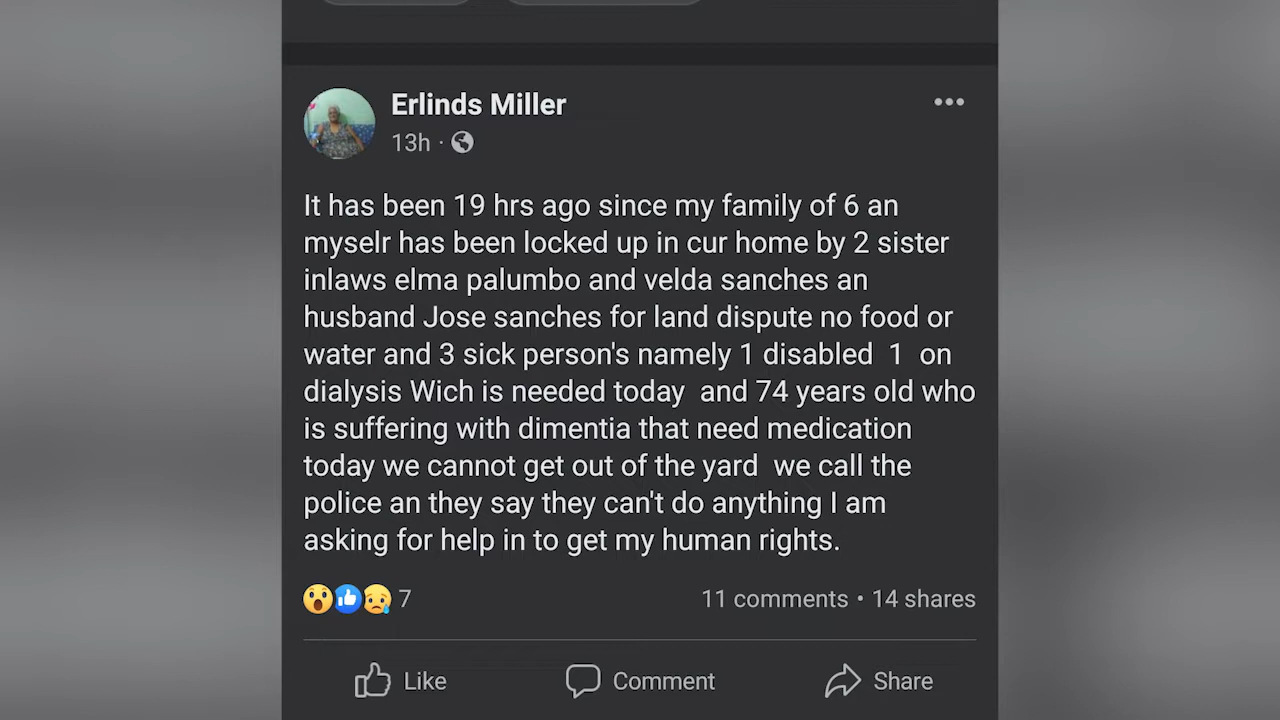 Erlinds Miller
13h ·
It has been 19 hrs ago since my family of 6 an
myselr has been locked up in cur home by 2 sister
inlaws elma palumbo and velda sanches an
husband Jose sanches for land dispute no food or
water and 3 sick person's namely 1 disabled  1  on
dialysis Wich is needed today  and 74 years old who
is suffering with dimentia that need medication
today we cannot get out of the yard  we call the
police an they say they can't do anything I am
asking for help in to get my human rights.
7 11 comments • 14 shares
Like Comment Share